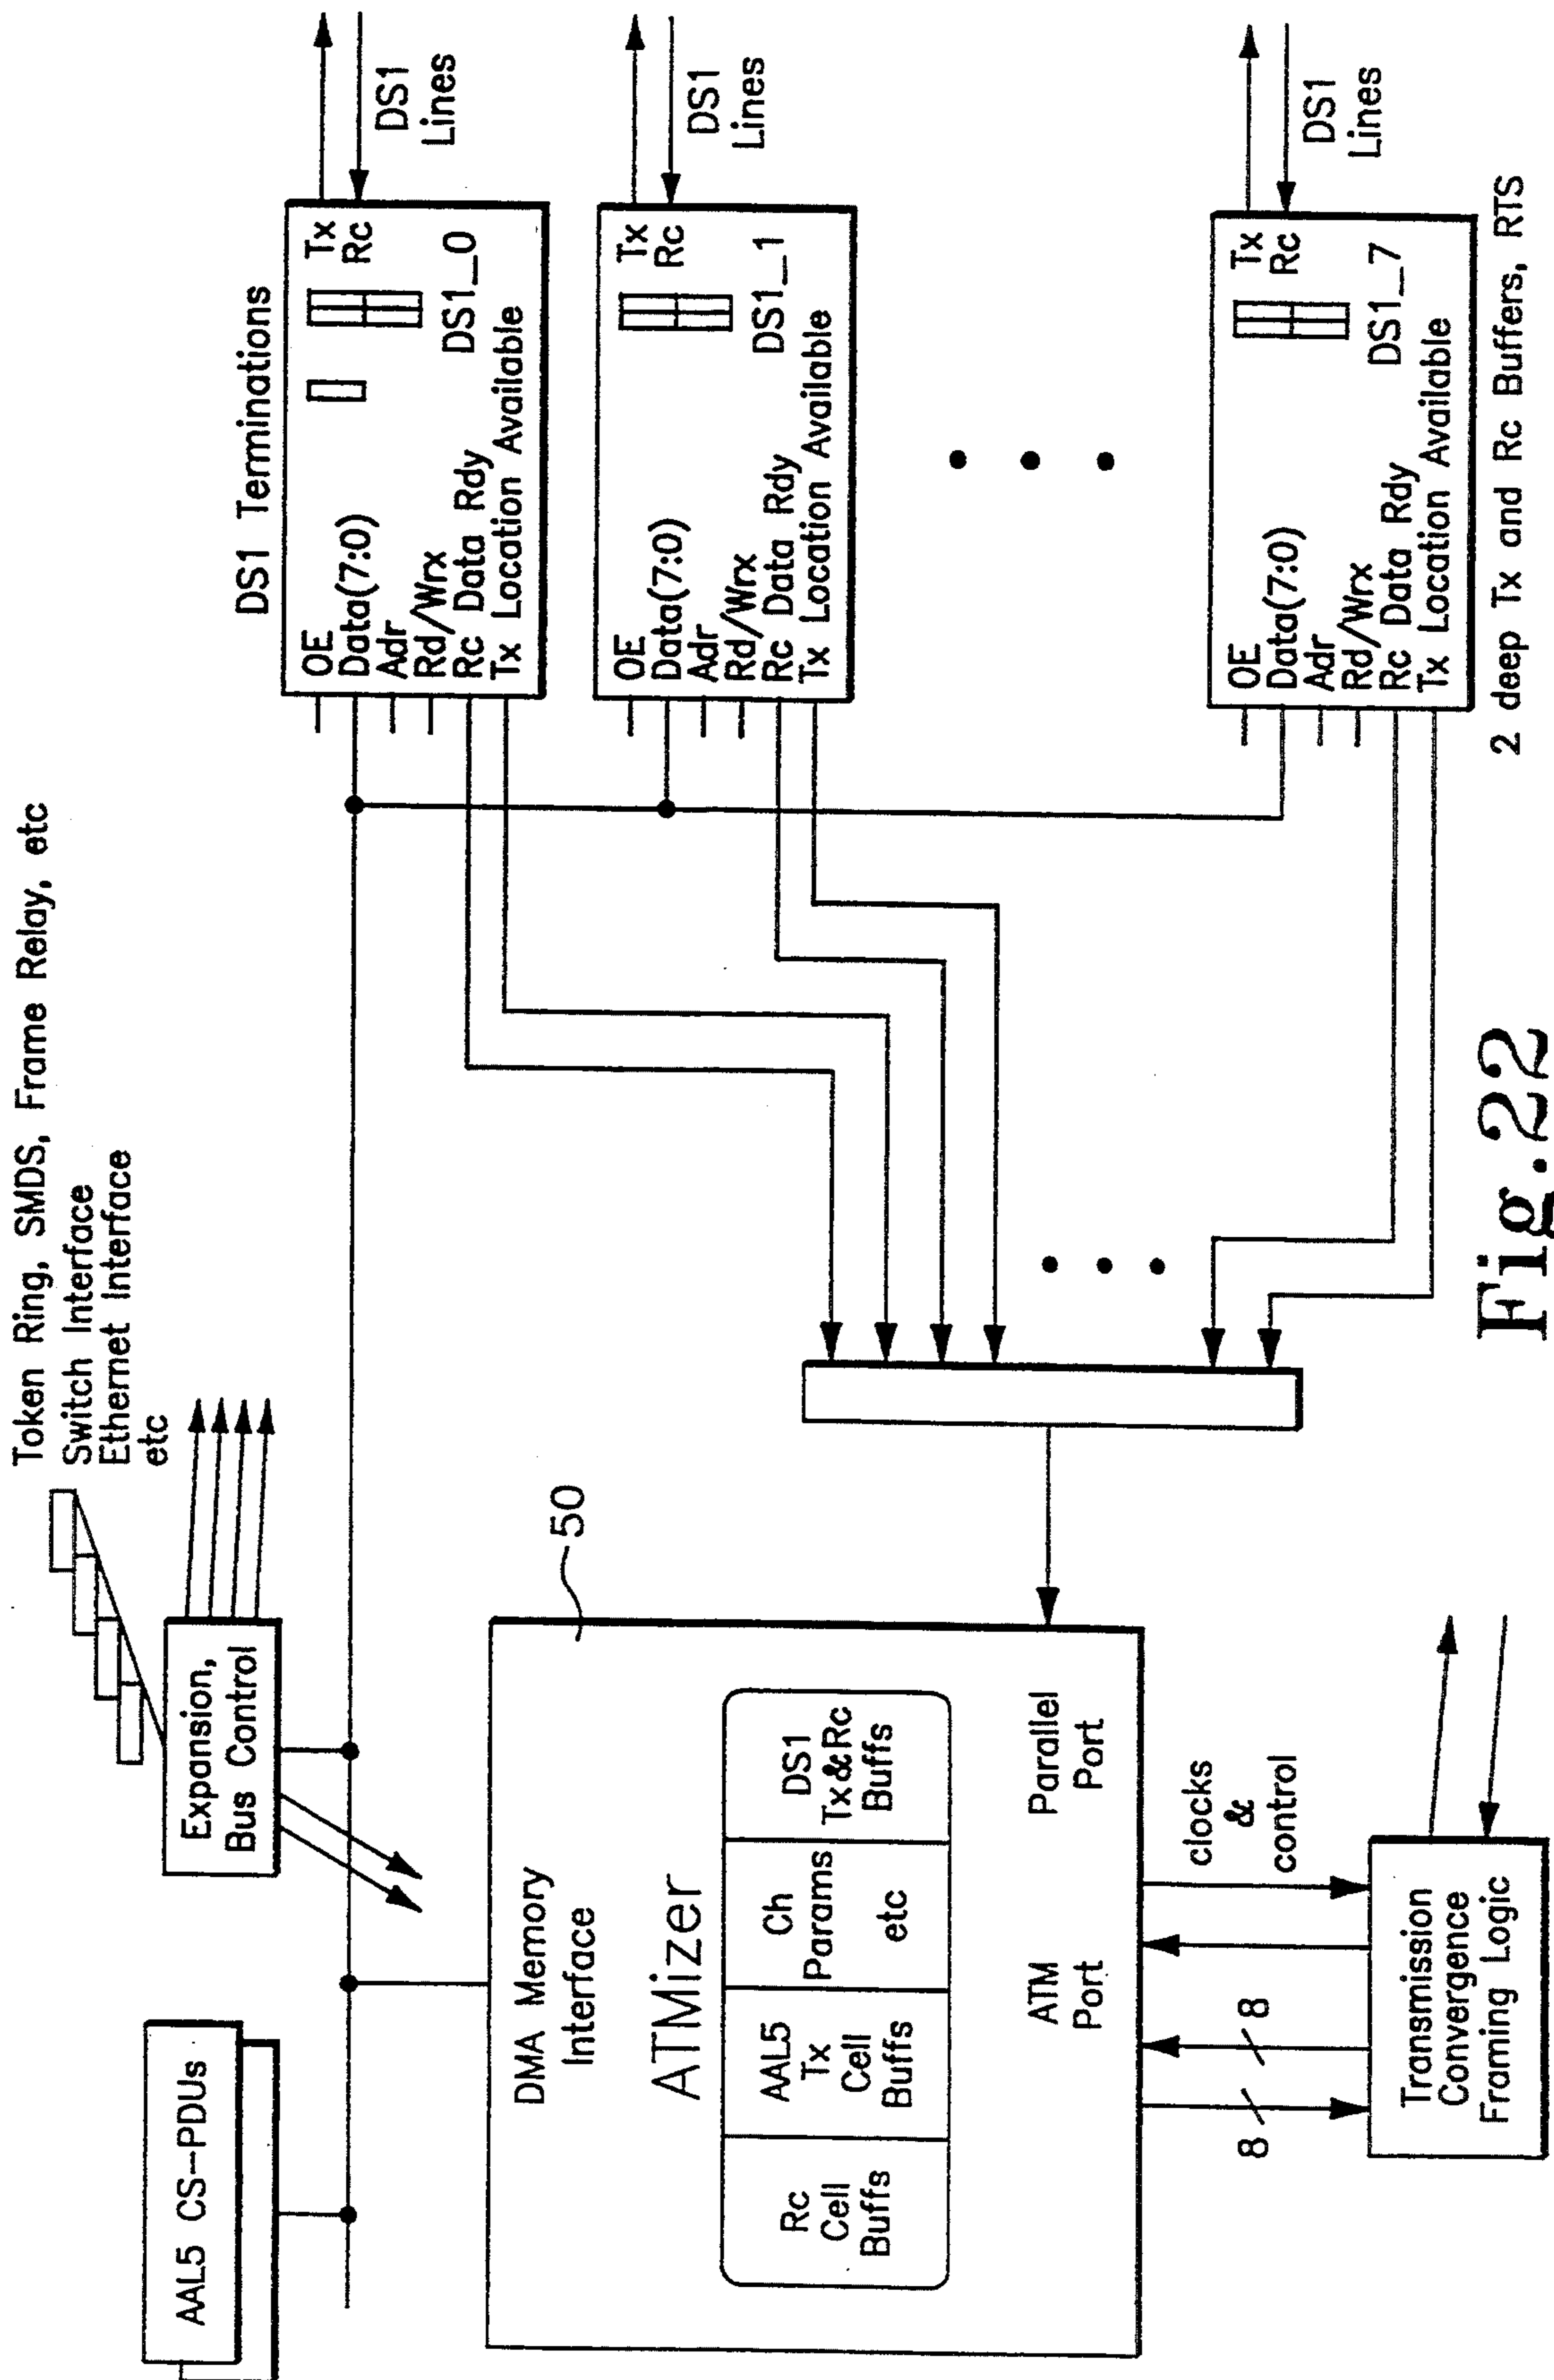 Token Ring, SMDS, Frame Relay, etc
Switch Interface
Ethernet Interface
etc
AAL5 CS-PDUs
Expansion,
Bus Control
DS1 Terminations
OE
Data(7:0)
Adr
Rd/Wrx
Rc Data Rdy
Tx Location Available
Tx
Rc
DS1_0
DS1
Lines
OE
Data(7:0)
Adr
Rd/Wrx
Rc Data Rdy
Tx Location Available
Tx
Rc
DS1_1
DS1
Lines
OE
Data(7:0)
Adr
Rd/Wrx
Rc Data Rdy
Tx Location Available
Tx
Rc
DS1_7
DS1
Lines
2 deep Tx and Rc Buffers, RTS
50
DMA Memory
Interface
ATMizer
Rc
Cell
Buffs
AAL5
Tx
Cell
Buffs
Ch
Params
etc
DS1
Tx&Rc
Buffs
ATM
Port
Parallel
Port
8
8
clocks
&
control
Transmission
Convergence
Framing Logic
Fig.22